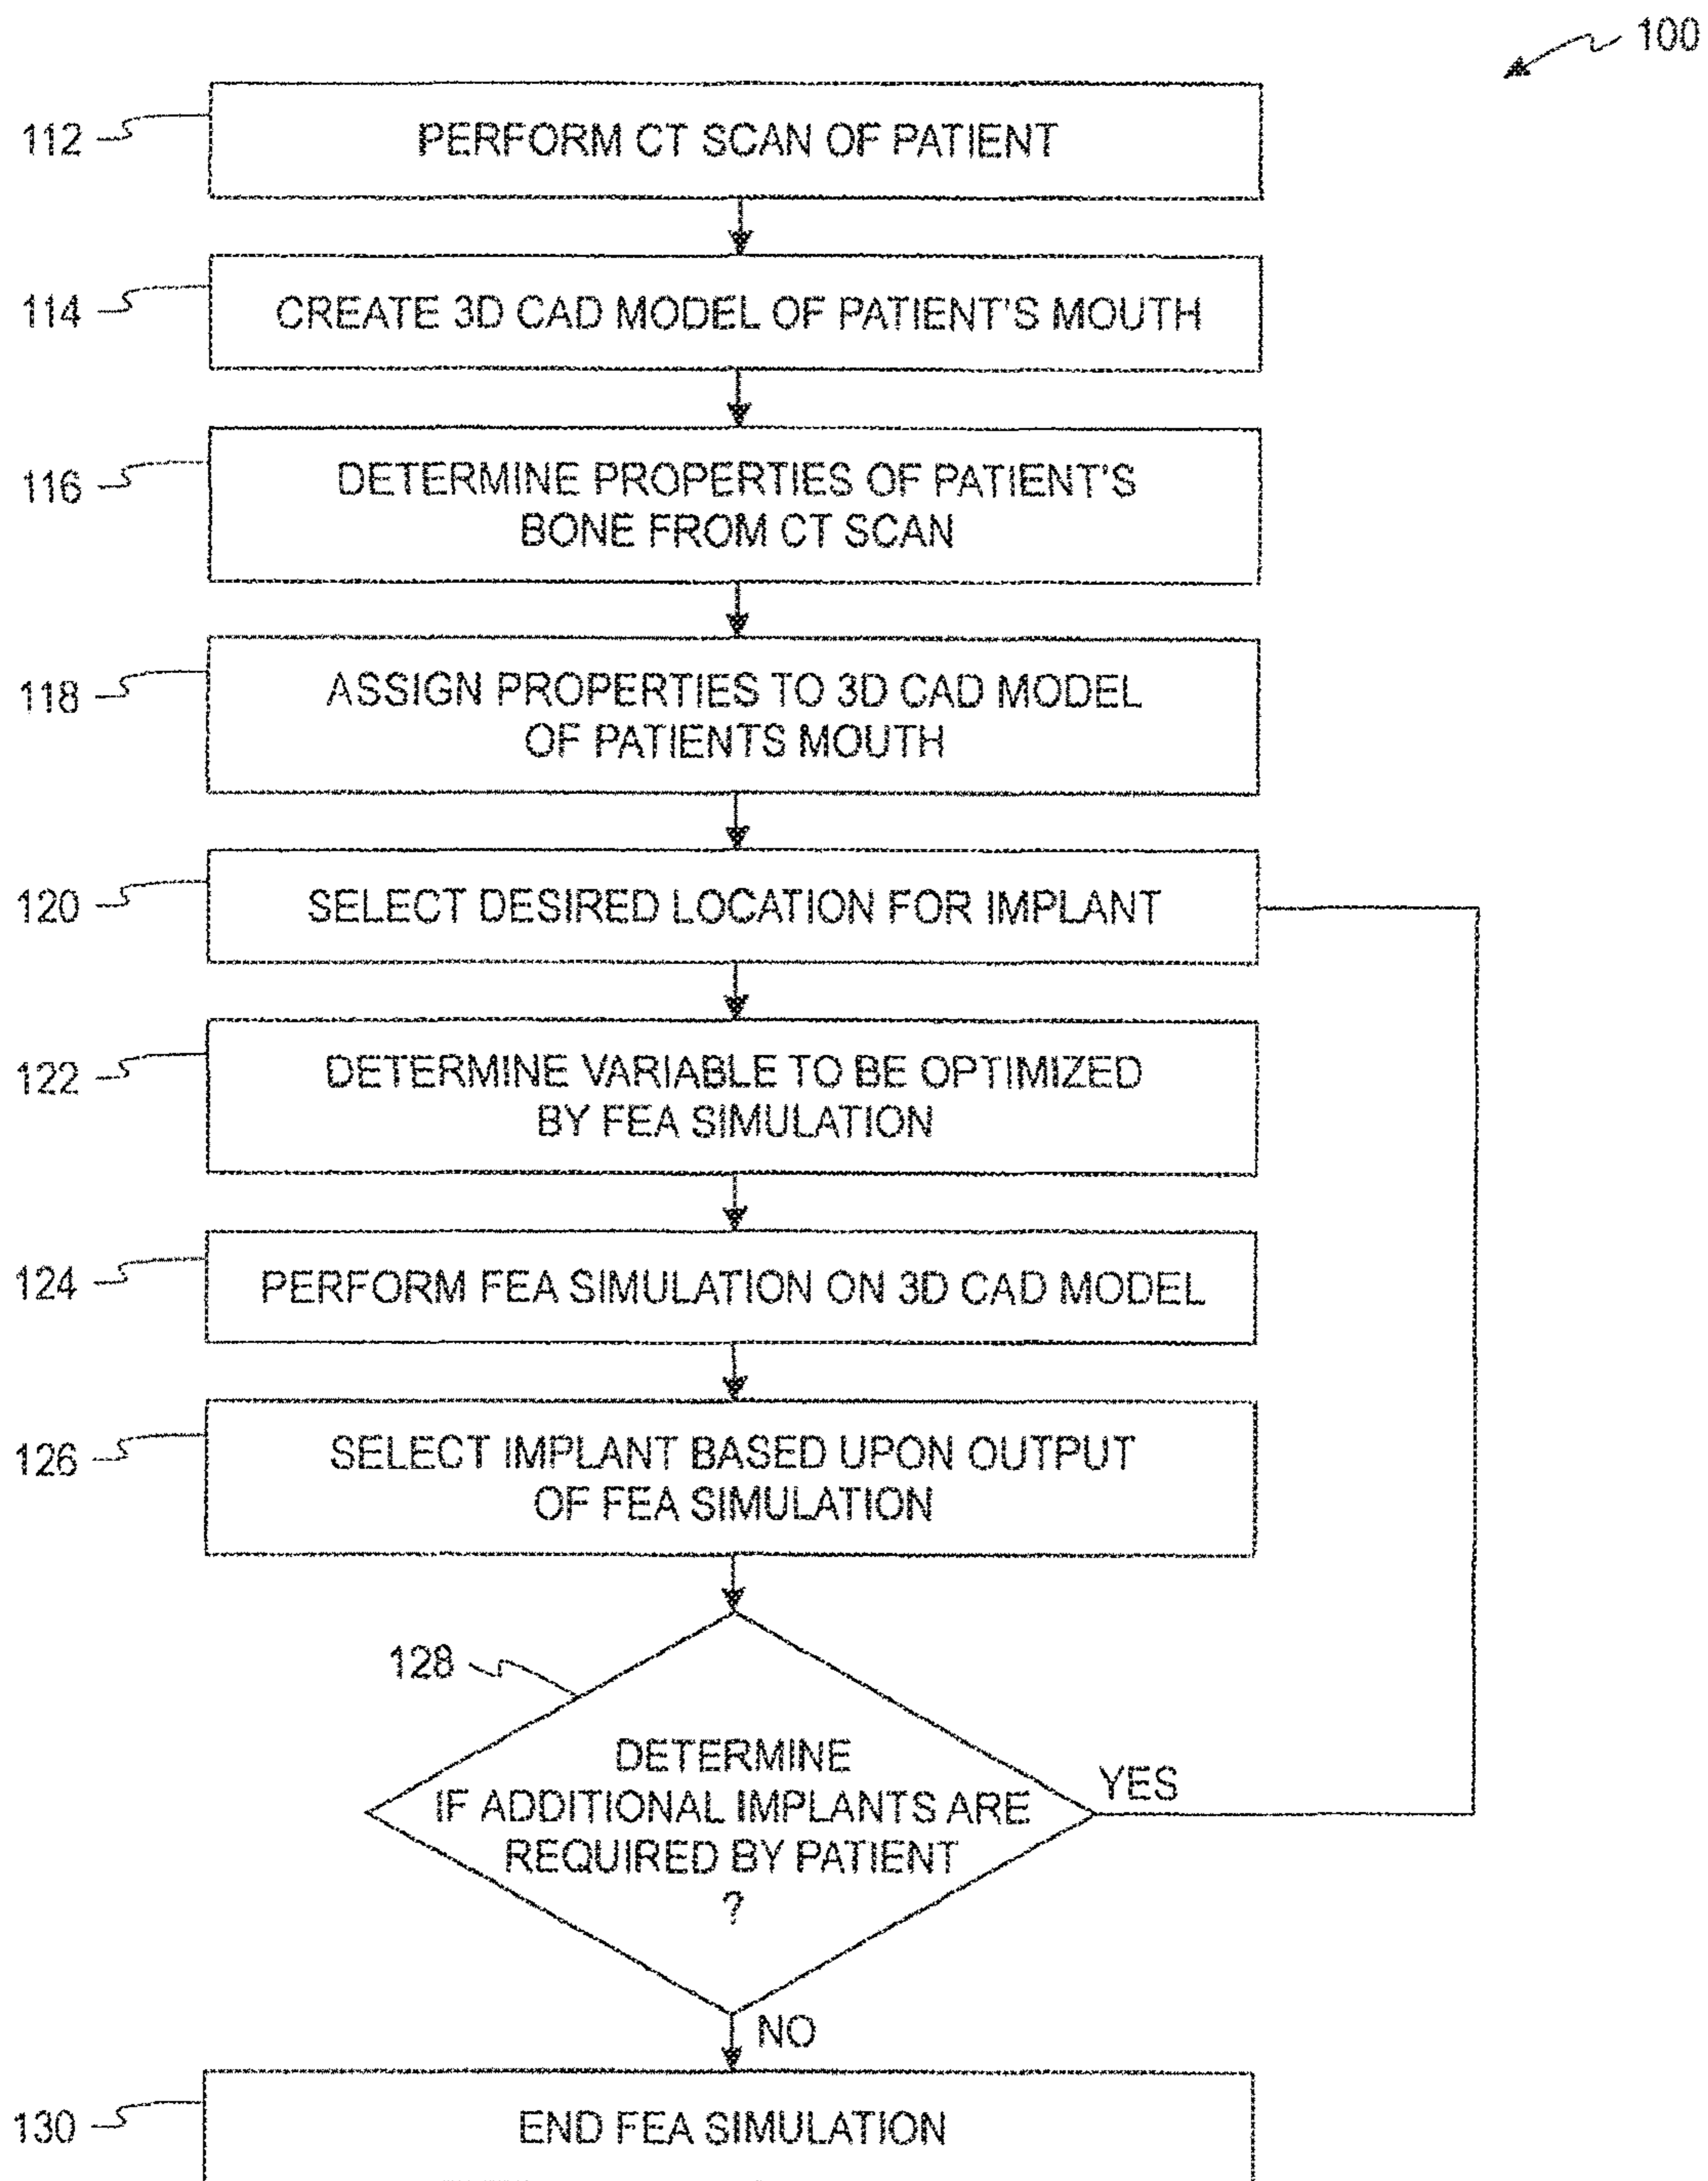 100
112
PERFORM CT SCAN OF PATIENT
114
CREATE 3D CAD MODEL OF PATIENT'S MOUTH
116
DETERMINE PROPERTIES OF PATIENT'S
BONE FROM CT SCAN
118
ASSIGN PROPERTIES TO 3D CAD MODEL
OF PATIENTS MOUTH
120
SELECT DESIRED LOCATION FOR IMPLANT
122
DETERMINE VARIABLE TO BE OPTIMIZED
BY FEA SIMULATION
124
PERFORM FEA SIMULATION ON 3D CAD MODEL
126
SELECT IMPLANT BASED UPON OUTPUT
OF FEA SIMULATION
128
DETERMINE
IF ADDITIONAL IMPLANTS ARE
REQUIRED BY PATIENT
?
YES
NO
130
END FEA SIMULATION